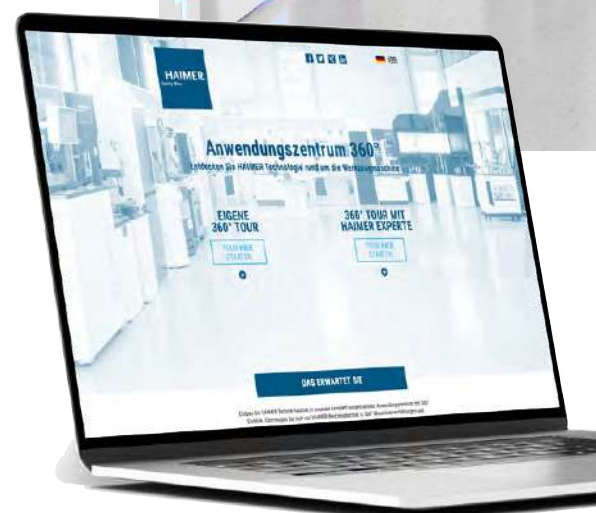 1
HAIMER
Anwendungszentrum 360°
Entdecken Sie HAIMER Technologie rund um die Werkzeugmaschine
EIGENE
360° TOUR
TOUR HIER
STARTEN
360° TOUR MIT
HAIMER EXPERTE
TOUR HIER
STARTEN
DAS ERWARTET SIE